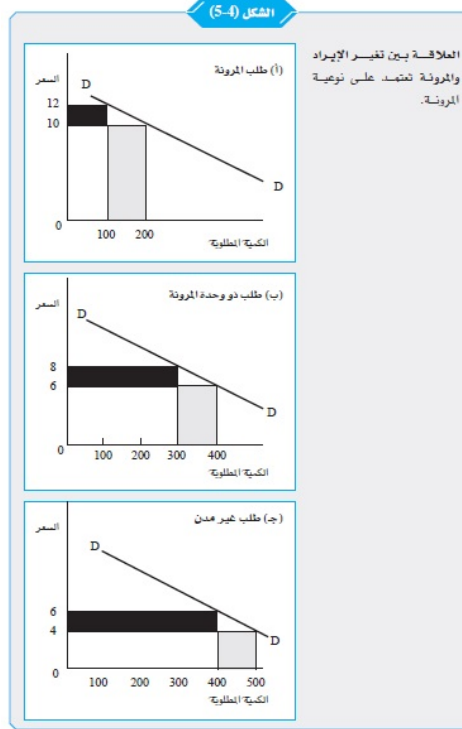 الشكل (4-5)
العلاقة بين تغير الإيراد
والمرونة تعتمد على نوعية
المرونة.
(أ) طلب المرونة
السعر
D
12
10
D
0
100 200
الكمية المطلوبة
(ب) طلب ذو وحدة المرونة
السعر
D
8
6
D
0
100 200 300 400
الكمية المطلوبة
(جـ) طلب غير مدن
السعر
D
6
4
D
0
100 200 300 400 500
الكمية المطلوبة